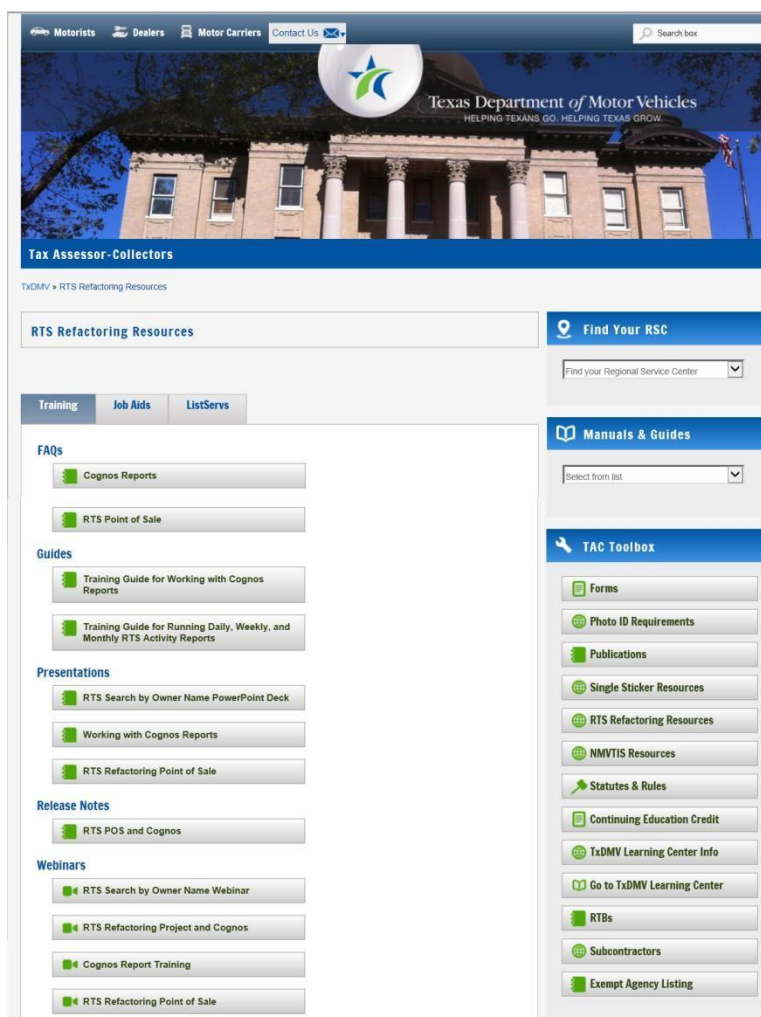 Motorists
Dealers
Motor Carriers
Contact Us
Search box
Texas Department of Motor Vehicles
HELPING TEXANS GO. HELPING TEXAS GROW.
Tax Assessor-Collectors
TxDMV » RTS Refactoring Resources
RTS Refactoring Resources
Training
Job Aids
ListServs
FAQs
Cognos Reports
RTS Point of Sale
Guides
Training Guide for Working with Cognos
Reports
Training Guide for Running Daily, Weekly, and
Monthly RTS Activity Reports
Presentations
RTS Search by Owner Name PowerPoint Deck
Working with Cognos Reports
RTS Refactoring Point of Sale
Release Notes
RTS POS and Cognos
Webinars
RTS Search by Owner Name Webinar
RTS Refactoring Project and Cognos
Cognos Report Training
RTS Refactoring Point of Sale
Find Your RSC
Find your Regional Service Center
Manuals & Guides
Select from list
TAC Toolbox
Forms
Photo ID Requirements
Publications
Single Sticker Resources
RTS Refactoring Resources
NMVTIS Resources
Statutes & Rules
Continuing Education Credit
TxDMV Learning Center Info
Go to TxDMV Learning Center
RTBs
Subcontractors
Exempt Agency Listing